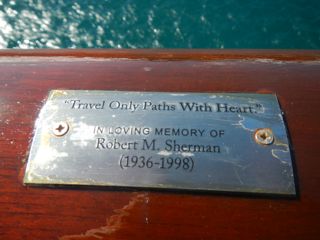 "Travel Only Paths With Heart."
IN LOVING MEMORY OF
Robert M. Sherman
(1936-1998)